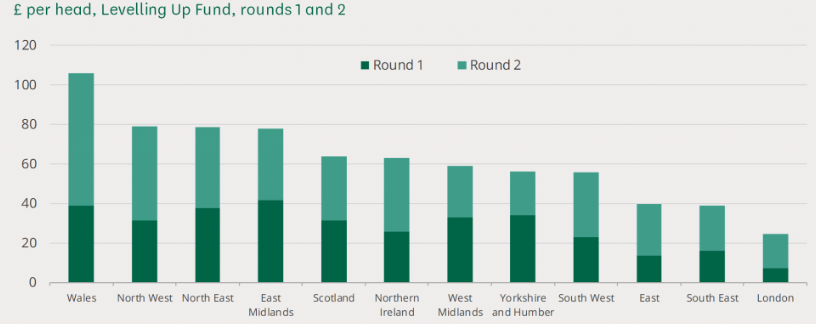 £ per head, Levelling Up Fund, rounds 1 and 2
120
Round 1
Round 2
100
80
60
40
20
0
Wales
North West
North East
East
Midlands
Scotland
Northern
Ireland
West
Midlands
Yorkshire
and Humber
South West
East
South East
London